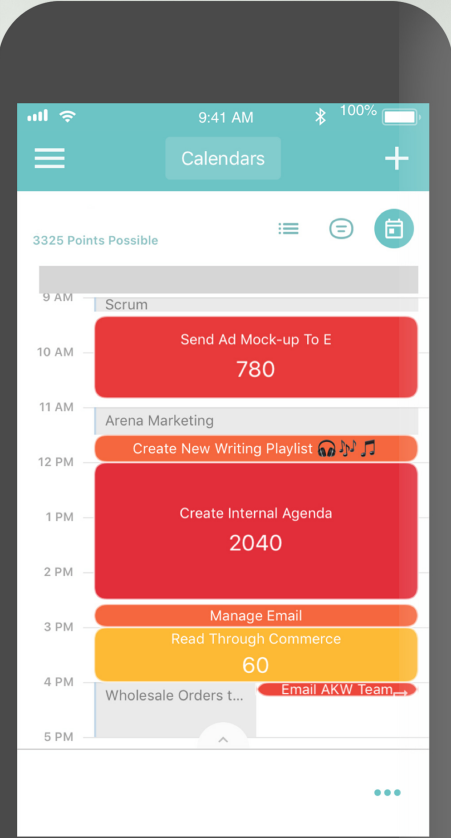 9:41 AM
100%
Calendars
3325 Points Possible
9 AM
Scrum
Send Ad Mock-up To E
10 AM
780
11 AM
Arena Marketing
Create New Writing Playlist 🎧🎶🎵
12 PM
1 PM
Create Internal Agenda
2040
2 PM
Manage Email
3 PM
Read Through Commerce
60
4 PM
Wholesale Orders t...
Email AKW Team
5 PM